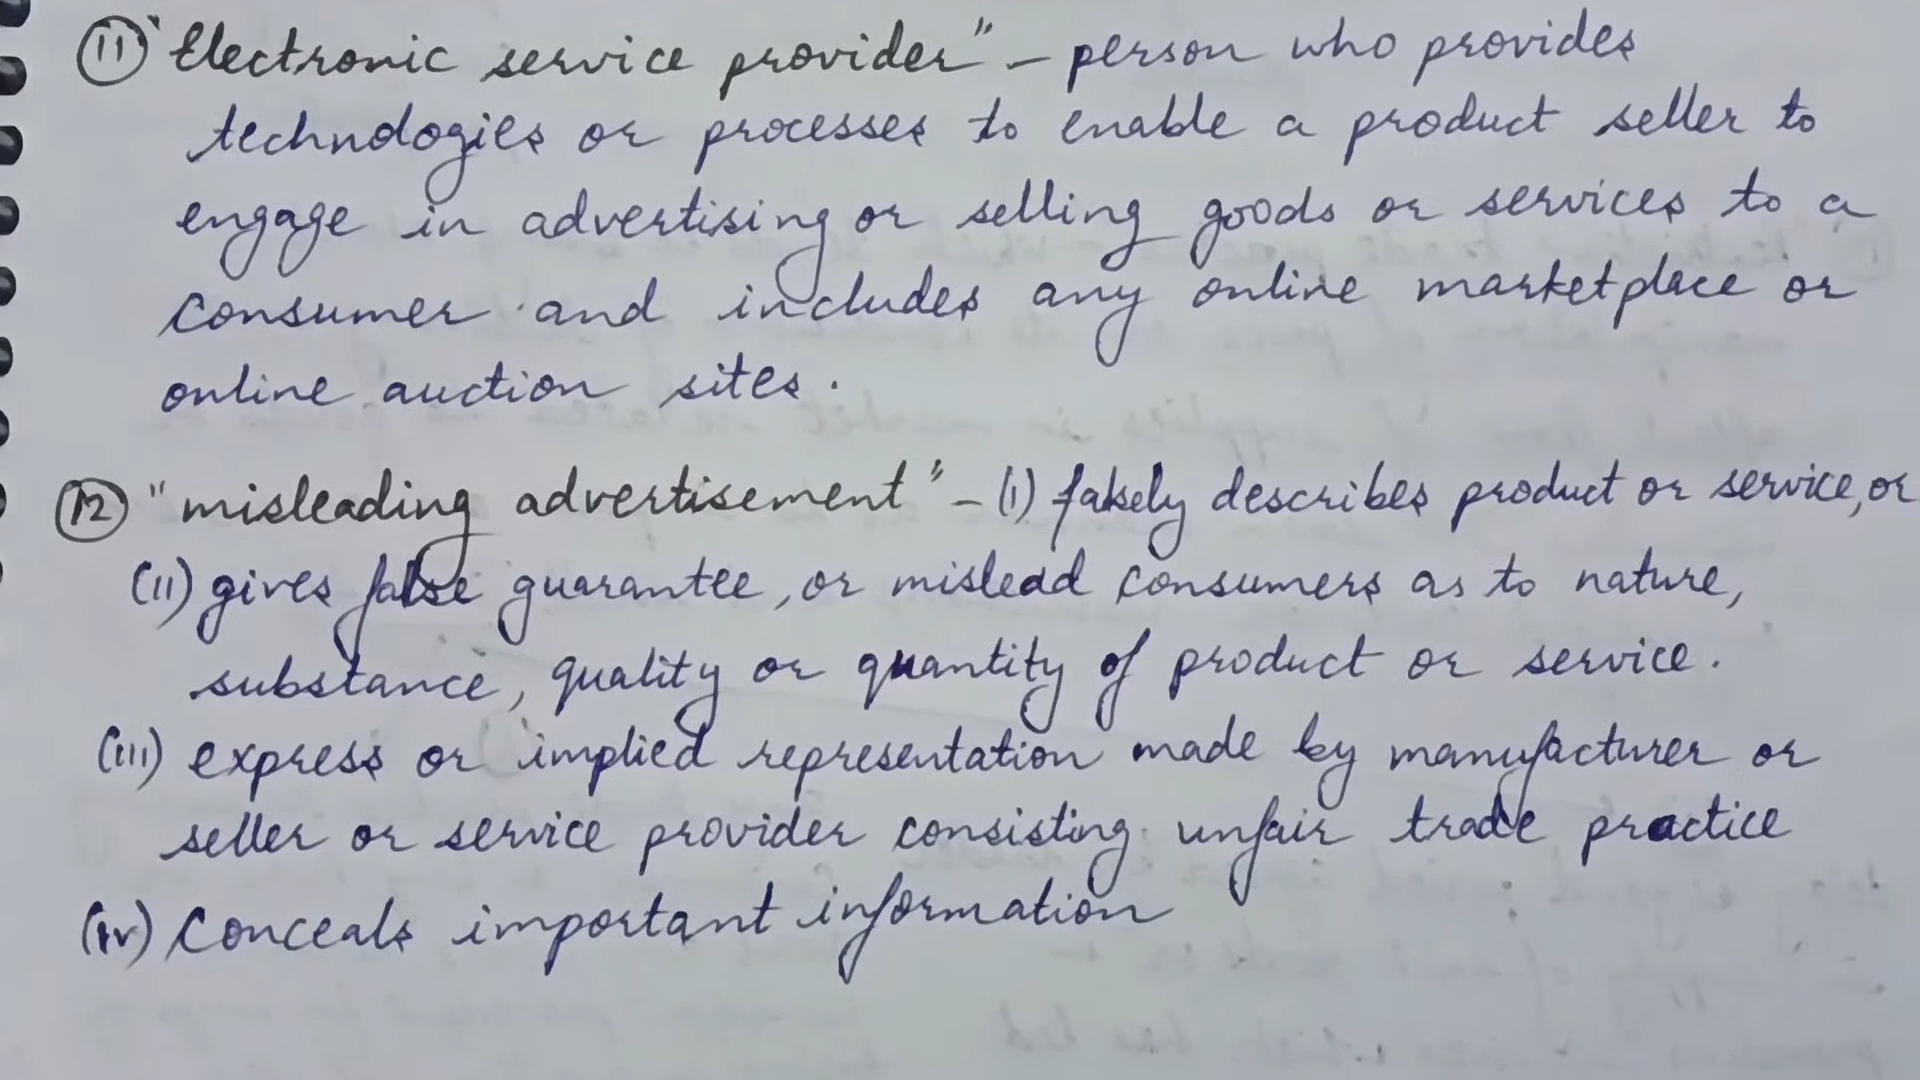 (11) "Electronic service provider" - person who provides
technologies or processes to enable a product seller to
engage in advertising or selling goods or services to a
consumer and includes any online marketplace or
online auction sites.
(12) "misleading advertisement" - (i) falsely describes product or service, or
(ii) gives false guarantee, or mislead consumers as to nature,
substance, quality or quantity of product or service.
(iii) express or implied representation made by manufacturer or
seller or service provider consisting unfair trade practice
(iv) Conceals important information